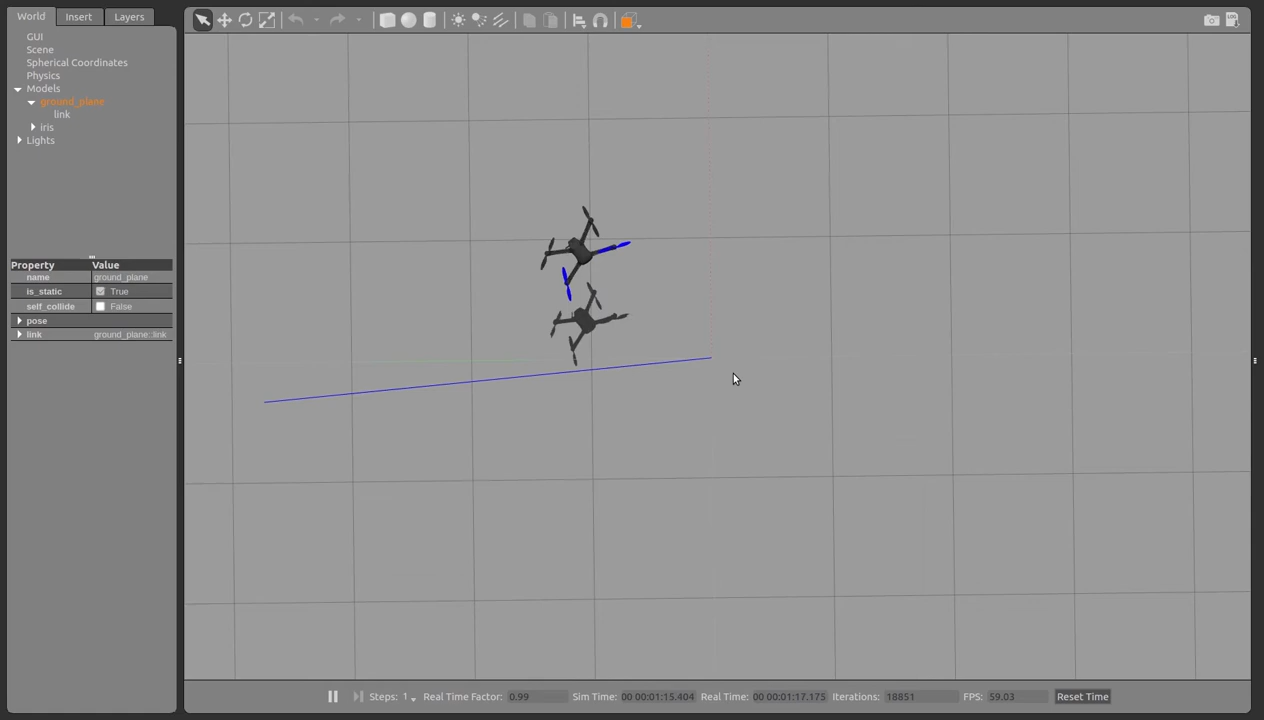 World Insert Layers
GUI
Scene
Spherical Coordinates
Physics
Models
ground_plane
link
iris
Lights
Property Value
name ground_plane
is_static True
self_collide False
pose
link ground_plane::link
Steps: 1 Real Time Factor: 0.99 Sim Time: 00 00:01:15.404 Real Time: 00 00:01:17.175 Iterations: 18851 FPS: 59.03 Reset Time